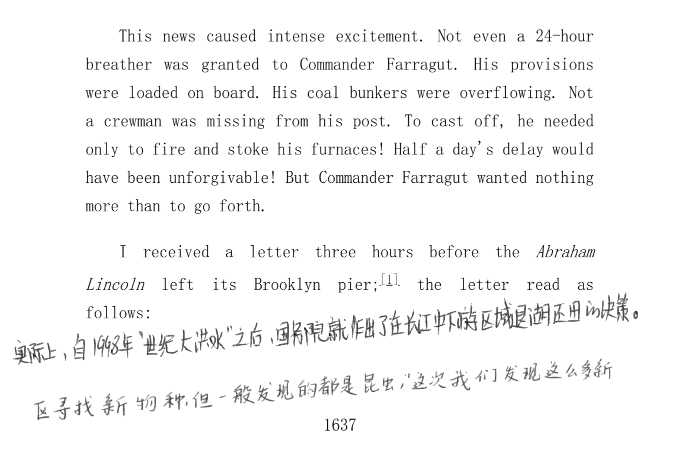 This news caused intense excitement. Not even a 24-hour
breather was granted to Commander Farragut. His provisions
were loaded on board. His coal bunkers were overflowing. Not
a crewman was missing from his post. To cast off, he needed
only to fire and stoke his furnaces! Half a day's delay would
have been unforgivable! But Commander Farragut wanted nothing
more than to go forth.
I received a letter three hours before the Abraham
Lincoln left its Brooklyn pier;[1] the letter read as
follows:
实际上,自1998年“世纪大洪水”之后,国务院就作出了在长江中下游区域退湖还田的决策。
区寻找新物种,但一般发现的都是昆虫,“这次我们发现这么多新
1637